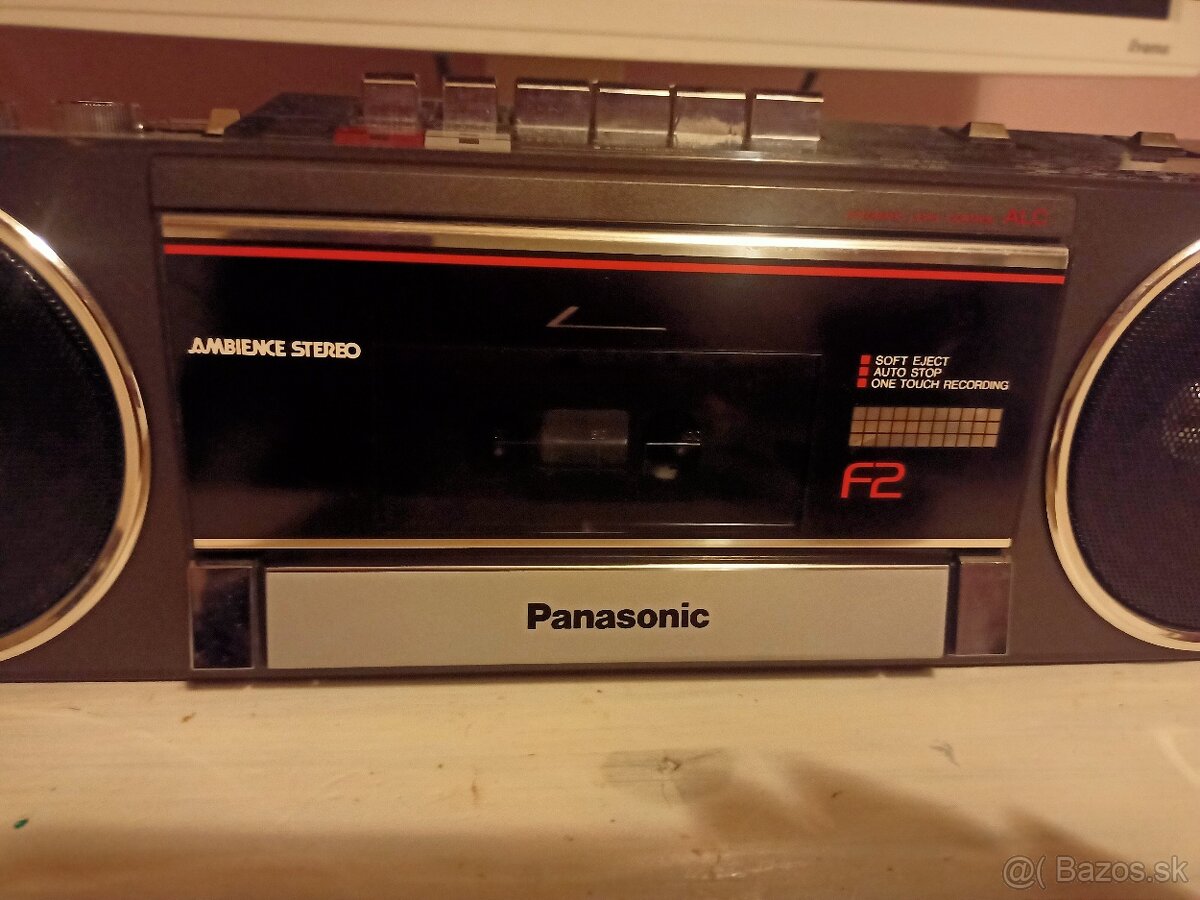 ALC
AMBIENCE STEREO
SOFT EJECT
AUTO STOP
ONE TOUCH RECORDING
F2
Panasonic
@( Bazos.sk